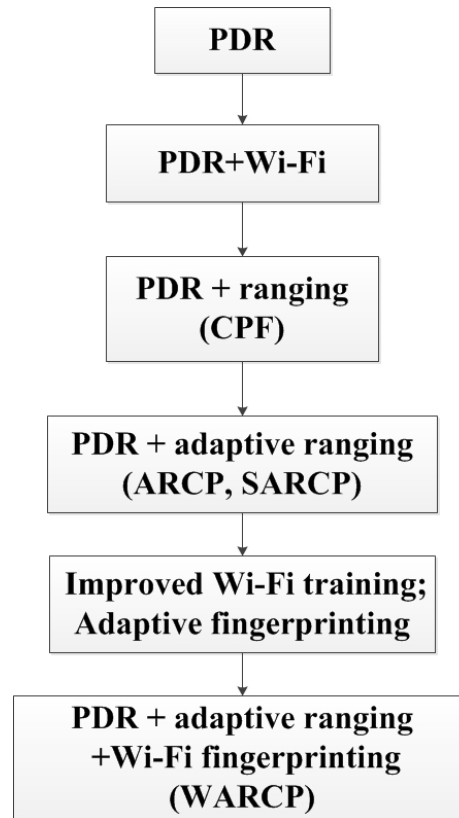 PDR
PDR+Wi-Fi
PDR + ranging
(CPF)
PDR + adaptive ranging
(ARCP, SARCP)
Improved Wi-Fi training;
Adaptive fingerprinting
PDR + adaptive ranging
+Wi-Fi fingerprinting
(WARCP)